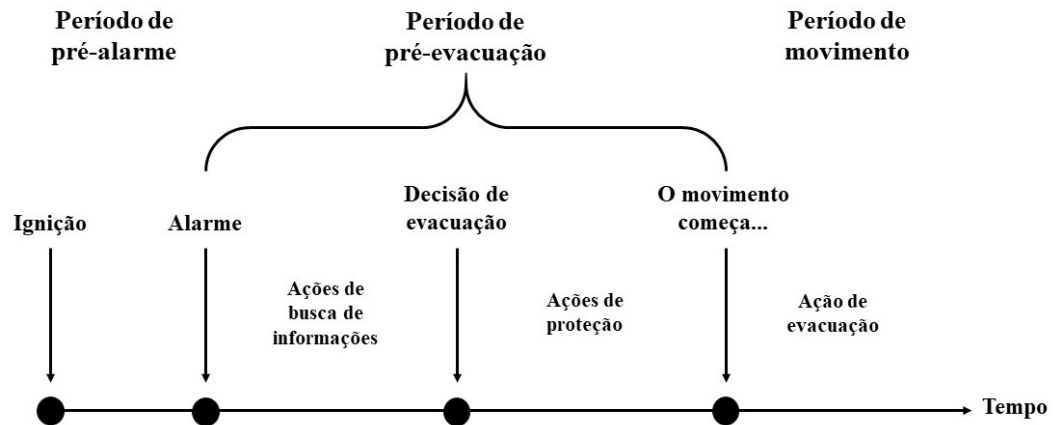 Período de
pré-alarme
Período de
pré-evacuação
Período de
movimento
Ignição
Alarme
Decisão de
evacuação
O movimento
começa...
Ações de
busca de
informações
Ações de
proteção
Ação de
evacuação
Tempo